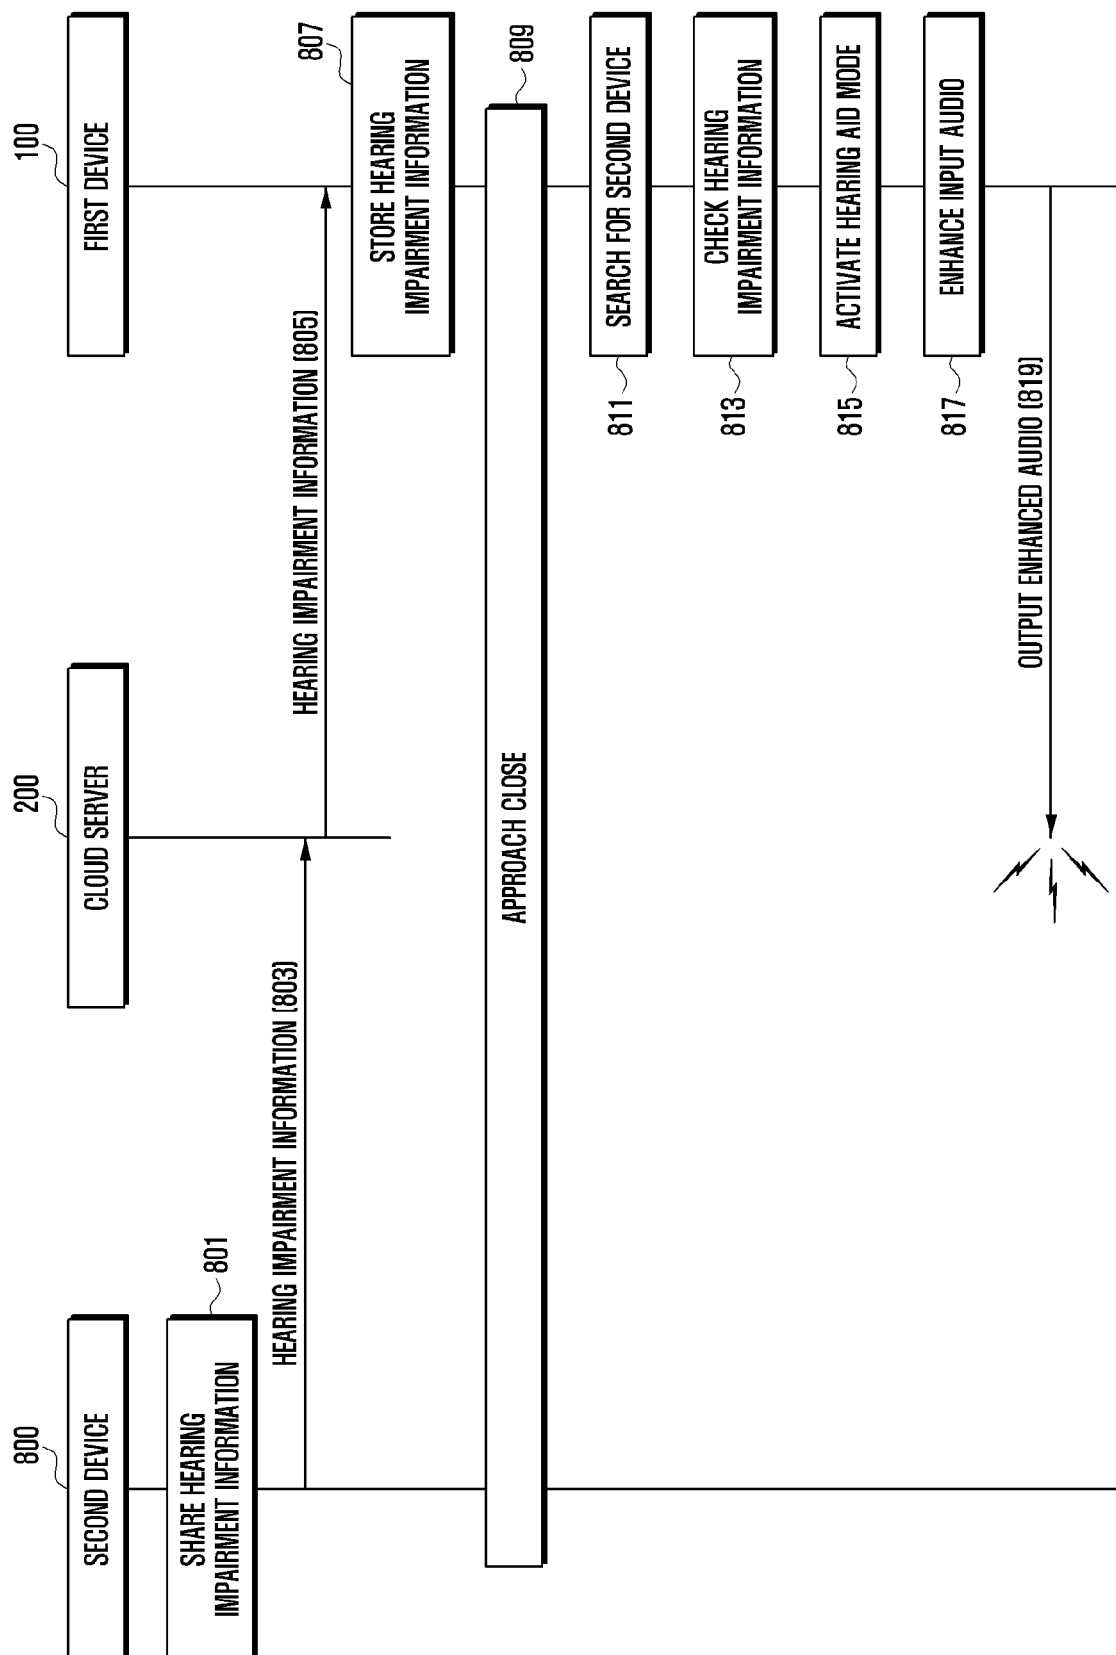 800
SECOND DEVICE
200
CLOUD SERVER
100
FIRST DEVICE
SHARE HEARING
IMPAIRMENT INFORMATION
801
HEARING IMPAIRMENT INFORMATION (803)
HEARING IMPAIRMENT INFORMATION (805)
807
STORE HEARING
IMPAIRMENT INFORMATION
APPROACH CLOSE
809
811
SEARCH FOR SECOND DEVICE
813
CHECK HEARING
IMPAIRMENT INFORMATION
815
ACTIVATE HEARING AID MODE
817
ENHANCE INPUT AUDIO
OUTPUT ENHANCED AUDIO (819)